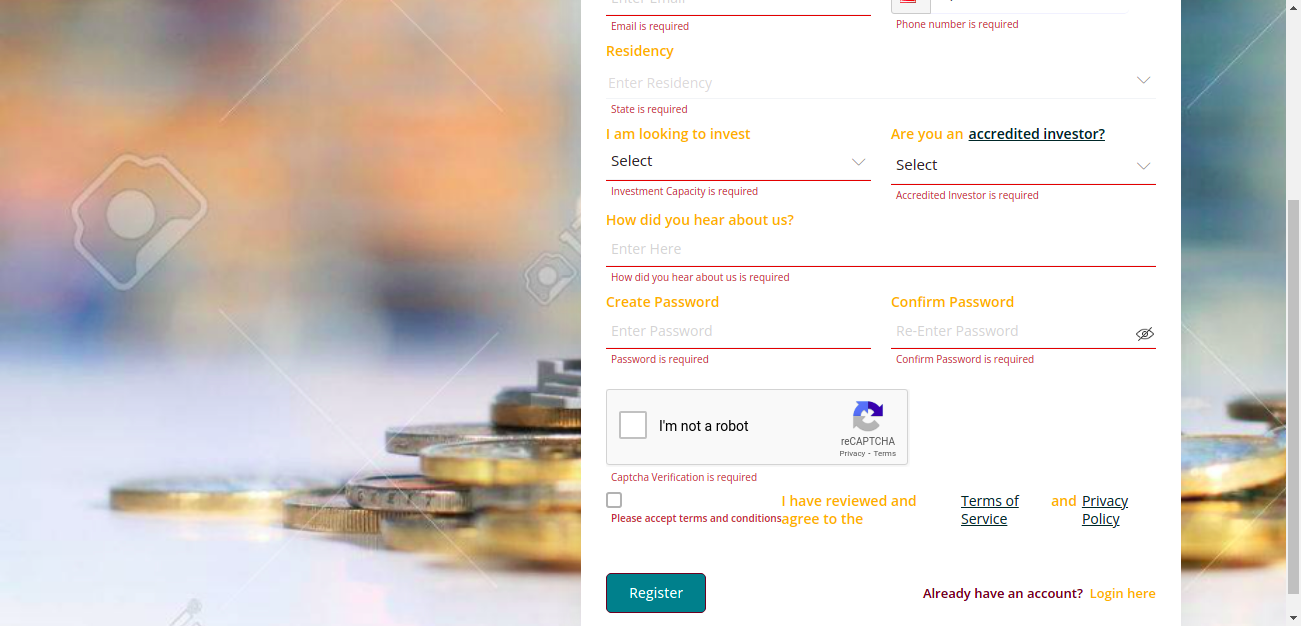 Enter Email
Email is required
Phone number is required
Residency
Enter Residency
State is required
I am looking to invest
Are you an accredited investor?
Select
Select
Investment Capacity is required
Accredited Investor is required
How did you hear about us?
Enter Here
How did you hear about us is required
Create Password
Confirm Password
Enter Password
Re-Enter Password
Password is required
Confirm Password is required
I'm not a robot
reCAPTCHA
Privacy - Terms
Captcha Verification is required
I have reviewed and agree to the
Terms of Service
and
Privacy Policy
Please accept terms and conditions
Register
Already have an account? Login here